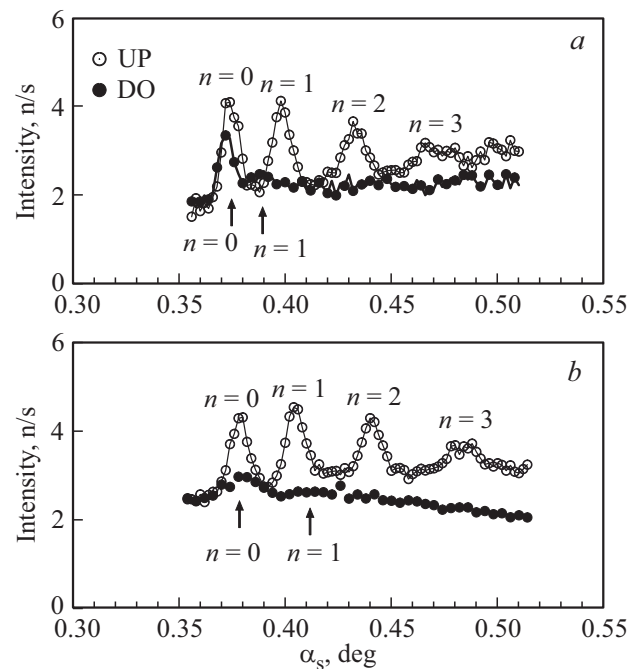 6
a
UP
DO
n = 0
n = 1
n = 2
n = 3
4
Intensity, n/s
2
n = 0
n = 1
0
0.30 0.35 0.40 0.45 0.50 0.55
6
b
n = 0
n = 1
n = 2
n = 3
4
Intensity, n/s
2
n = 0
n = 1
0
0.30 0.35 0.40 0.45 0.50 0.55
αs, deg